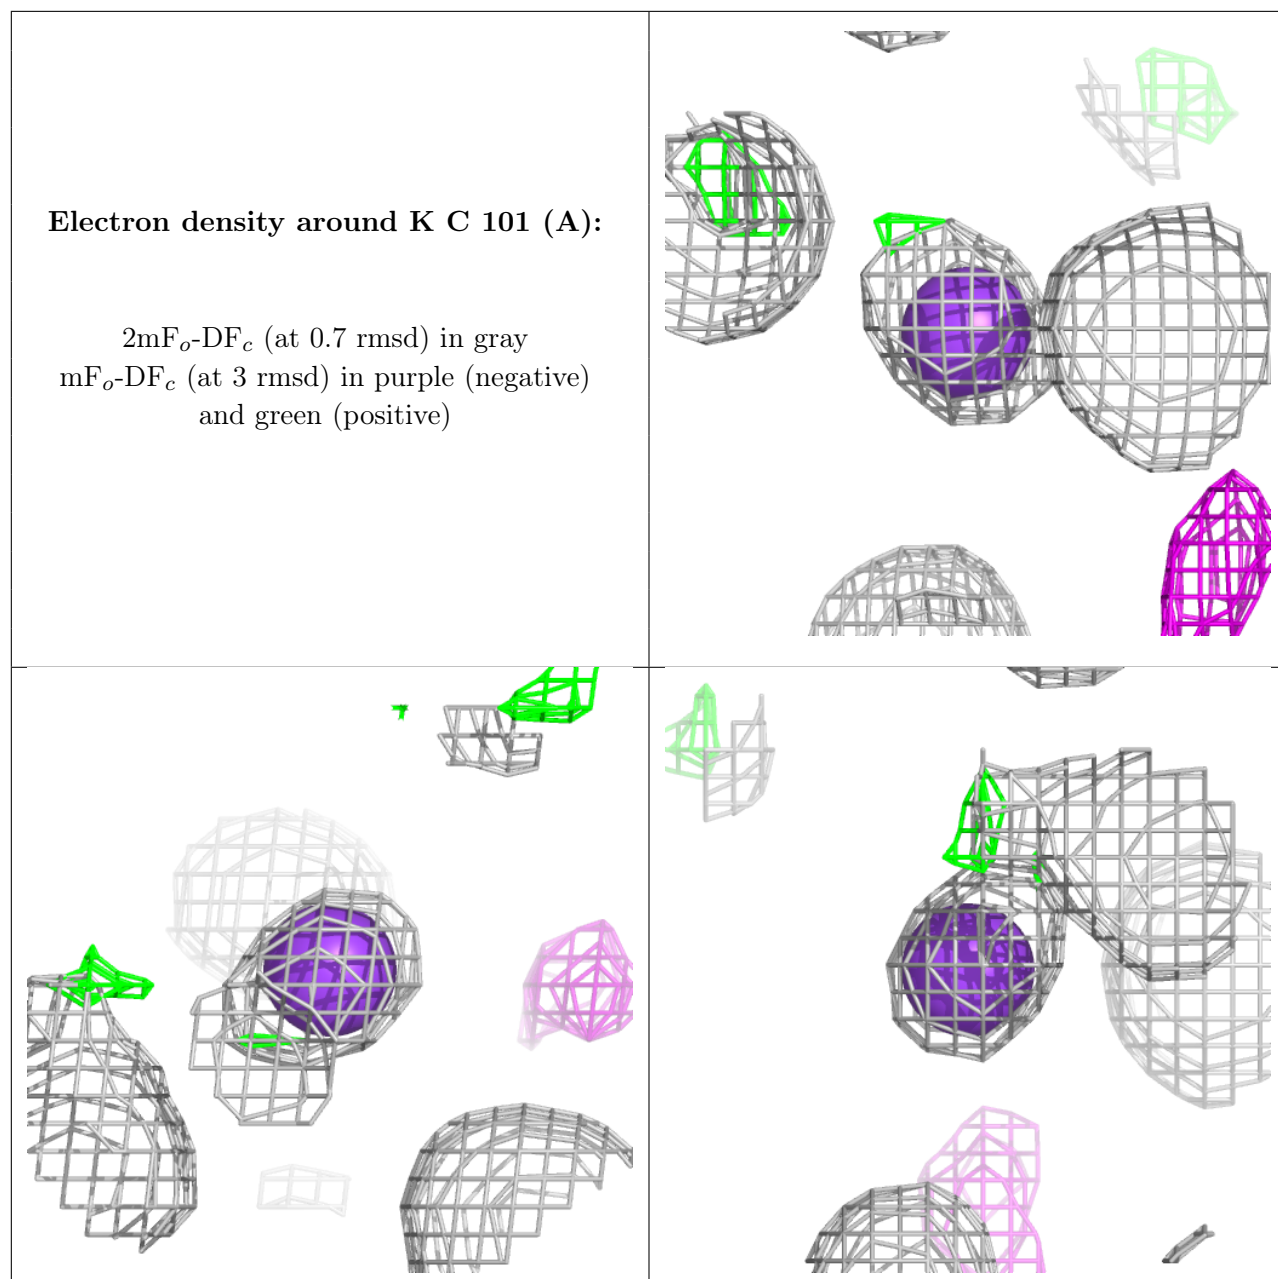 Electron density around K C 101 (A):
2mFo-DFc (at 0.7 rmsd) in gray
mFo-DFc (at 3 rmsd) in purple (negative)
and green (positive)